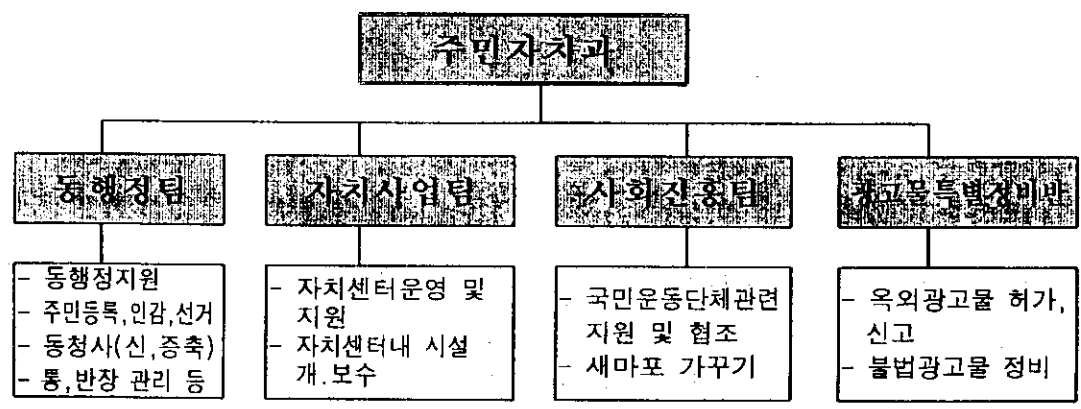 주민자치과
동행정팀
자치사업팀
사회진흥팀
광고물특별정비반
- 동행정지원
- 주민등록,인감,선거
- 동청사(신,증축)
- 통,반장 관리 등
- 자치센터운영 및
지원
- 자치센터내 시설
개.보수
- 국민운동단체관련
지원 및 협조
- 새마포 가꾸기
- 옥외광고물 허가,
신고
- 불법광고물 정비